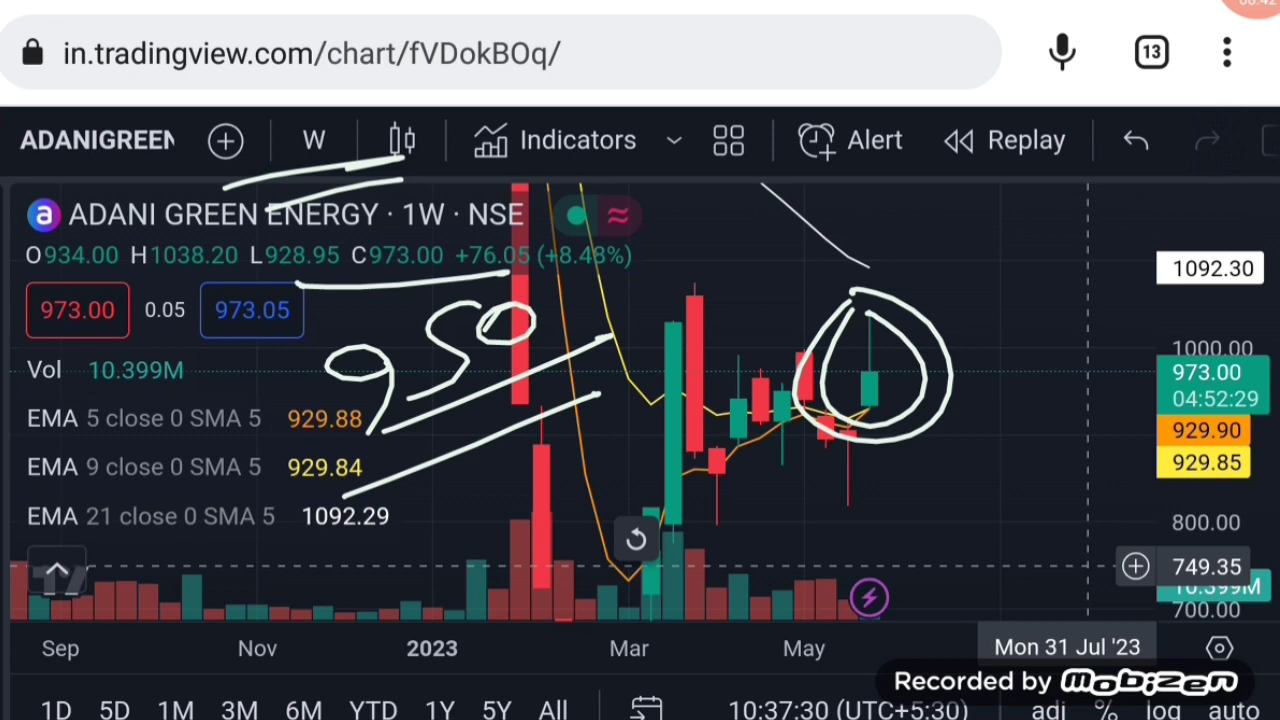 08:42
in.tradingview.com/chart/fVDokBOq/
13
ADANIGREEN W Indicators Alert Replay
a ADANI GREEN ENERGY · 1W · NSE
O934.00 H1038.20 L928.95 C973.00 +76.05 (+8.48%)
973.00 0.05 973.05
950
Vol 10.399M
EMA 5 close 0 SMA 5 929.88
EMA 9 close 0 SMA 5 929.84
EMA 21 close 0 SMA 5 1092.29
1092.30
1000.00
973.00
04:52:29
929.90
929.85
800.00
749.35
10.399M
700.00
Sep Nov 2023 Mar May Mon 31 Jul '23
Recorded by mobizen
1D 5D 1M 3M 6M YTD 1Y 5Y All 10:37:30 (UTC+5:30) adj % log auto